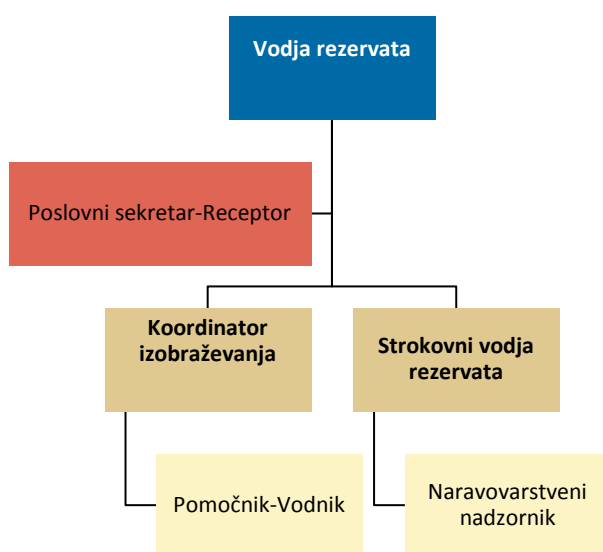 Vodja rezervata
Poslovni sekretar-Receptor
Koordinator
izobraževanja
Strokovni vodja
rezervata
Pomočnik-Vodnik
Naravovarstveni
nadzornik